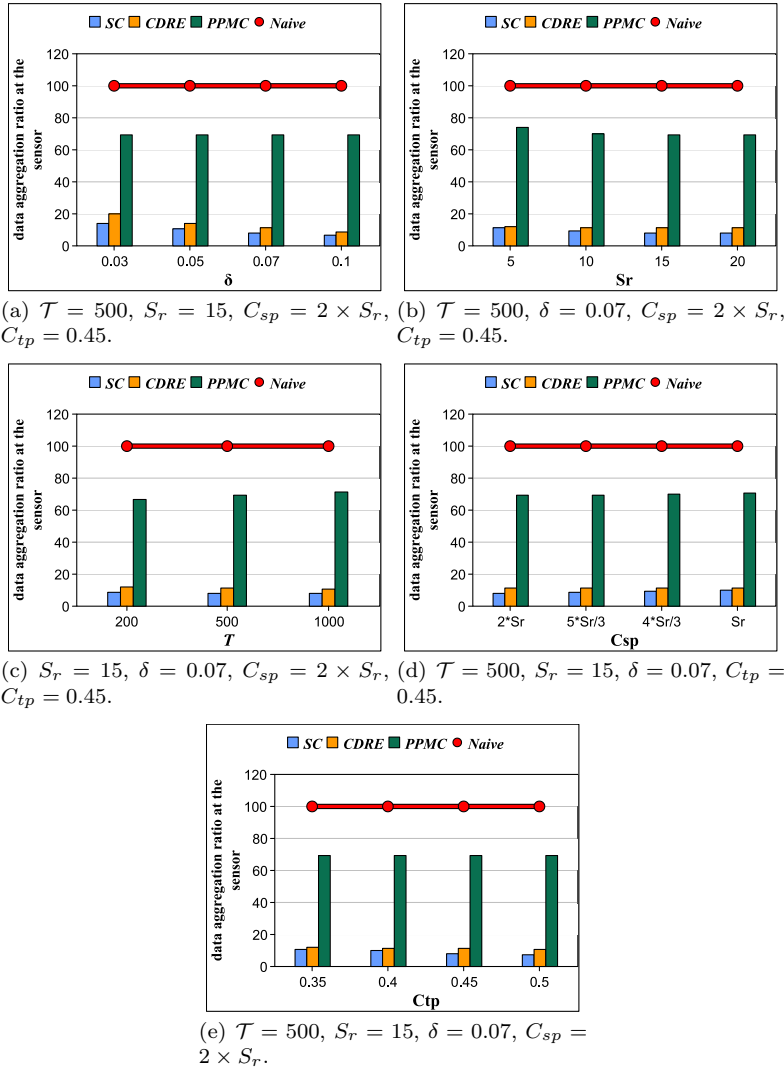 SC CDRE PPMC Naive
data aggregation ratio at the
sensor
120
100
80
60
40
20
0
0.03 0.05 0.07 0.1
δ
(a) 𝒯 = 500, S_r = 15, C_sp = 2 × S_r,
C_tp = 0.45.
SC CDRE PPMC Naive
data aggregation ratio at the
sensor
120
100
80
60
40
20
0
5 10 15 20
Sr
(b) 𝒯 = 500, δ = 0.07, C_sp = 2 × S_r,
C_tp = 0.45.
SC CDRE PPMC Naive
data aggregation ratio at the
sensor
120
100
80
60
40
20
0
200 500 1000
T
(c) S_r = 15, δ = 0.07, C_sp = 2 × S_r,
C_tp = 0.45.
SC CDRE PPMC Naive
data aggregation ratio at the
sensor
120
100
80
60
40
20
0
2*Sr 5*Sr/3 4*Sr/3 Sr
Csp
(d) 𝒯 = 500, S_r = 15, δ = 0.07, C_tp =
0.45.
SC CDRE PPMC Naive
data aggregation ratio at the
sensor
120
100
80
60
40
20
0
0.35 0.4 0.45 0.5
Ctp
(e) 𝒯 = 500, S_r = 15, δ = 0.07, C_sp =
2 × S_r.